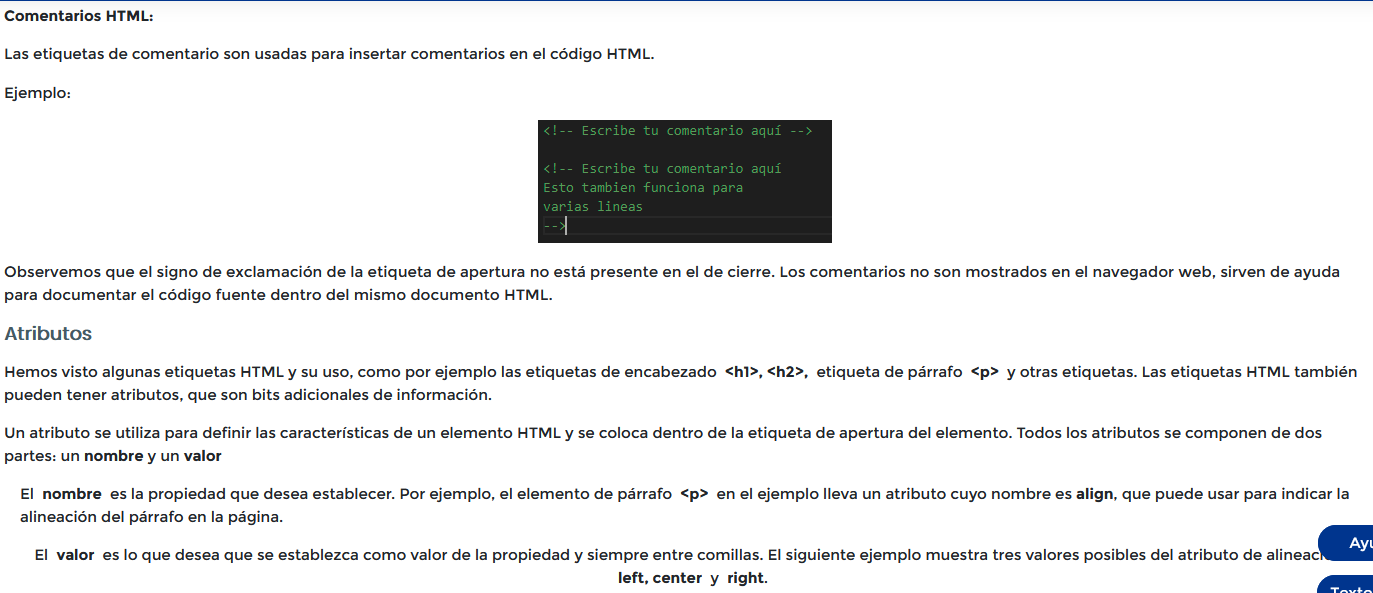 Comentarios HTML:
Las etiquetas de comentario son usadas para insertar comentarios en el código HTML.
Ejemplo:
<!-- Escribe tu comentario aquí -->
<!-- Escribe tu comentario aquí
Esto tambien funciona para
varias lineas
-->
Observemos que el signo de exclamación de la etiqueta de apertura no está presente en el de cierre. Los comentarios no son mostrados en el navegador web, sirven de ayuda
para documentar el código fuente dentro del mismo documento HTML.
Atributos
Hemos visto algunas etiquetas HTML y su uso, como por ejemplo las etiquetas de encabezado <h1>, <h2>, etiqueta de párrafo <p> y otras etiquetas. Las etiquetas HTML también
pueden tener atributos, que son bits adicionales de información.
Un atributo se utiliza para definir las características de un elemento HTML y se coloca dentro de la etiqueta de apertura del elemento. Todos los atributos se componen de dos
partes: un nombre y un valor
El nombre es la propiedad que desea establecer. Por ejemplo, el elemento de párrafo <p> en el ejemplo lleva un atributo cuyo nombre es align, que puede usar para indicar la
alineación del párrafo en la página.
El valor es lo que desea que se establezca como valor de la propiedad y siempre entre comillas. El siguiente ejemplo muestra tres valores posibles del atributo de
left, center y right.